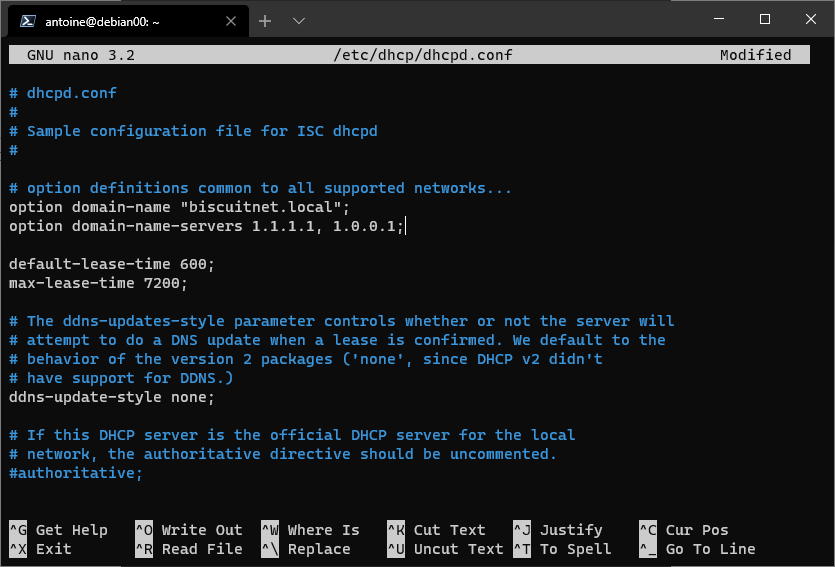 antoine@debian00: ~
GNU nano 3.2 /etc/dhcp/dhcpd.conf Modified
# dhcpd.conf
#
# Sample configuration file for ISC dhcpd
#
# option definitions common to all supported networks...
option domain-name "biscuitnet.local";
option domain-name-servers 1.1.1.1, 1.0.0.1;
default-lease-time 600;
max-lease-time 7200;
# The ddns-updates-style parameter controls whether or not the server will
# attempt to do a DNS update when a lease is confirmed. We default to the
# behavior of the version 2 packages ('none', since DHCP v2 didn't
# have support for DDNS.)
ddns-update-style none;
# If this DHCP server is the official DHCP server for the local
# network, the authoritative directive should be uncommented.
#authoritative;
^G Get Help ^O Write Out ^W Where Is ^K Cut Text ^J Justify ^C Cur Pos
^X Exit ^R Read File ^\ Replace ^U Uncut Text ^T To Spell ^_ Go To Line